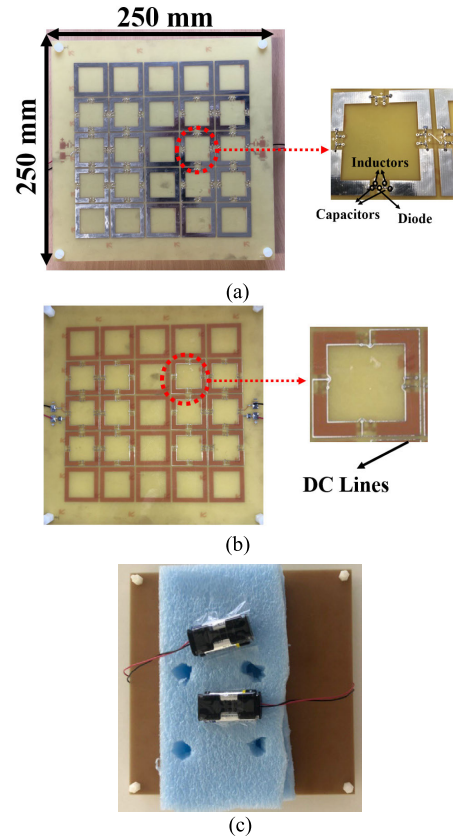 250 mm
250 mm
Inductors
Capacitors
Diode
(a)
DC Lines
(b)
(c)